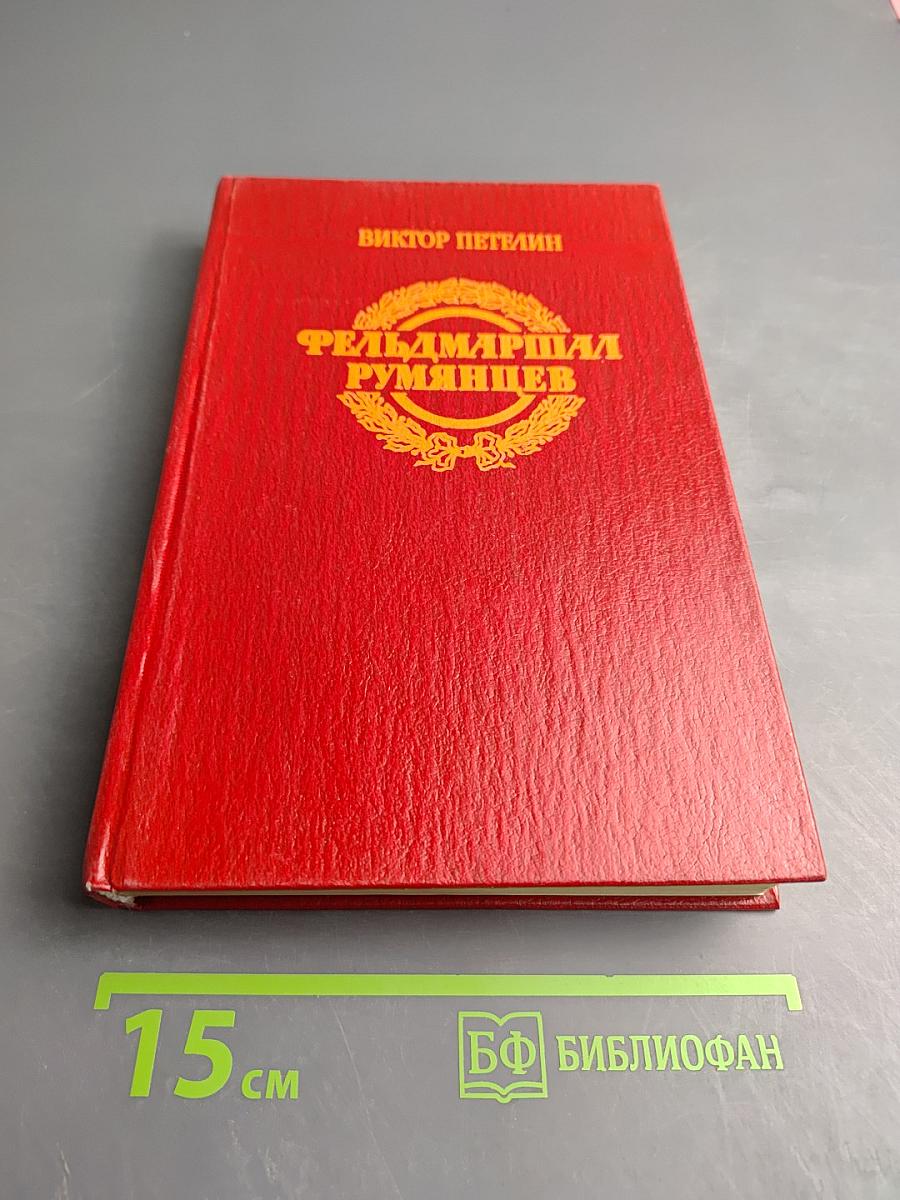 ВИКТОР ПЕТЕЛИН
ФЕЛЬДМАРШАЛ
РУМЯНЦЕВ
15 см
БФ БИБЛИОФАН